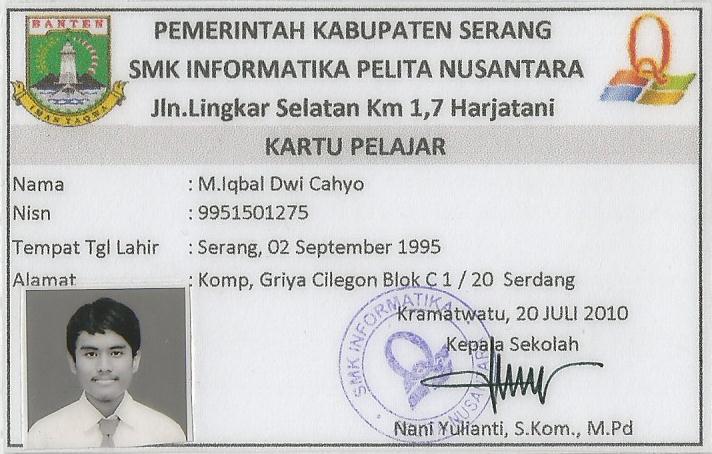 BANTEN
IMAN TAQWA
PEMERINTAH KABUPATEN SERANG
SMK INFORMATIKA PELITA NUSANTARA
Jln.Lingkar Selatan Km 1,7 Harjatani
KARTU PELAJAR
Nama : M.Iqbal Dwi Cahyo
Nisn : 9951501275
Tempat Tgl Lahir : Serang, 02 September 1995
Alamat : Komp, Griya Cilegon Blok C 1 / 20 Serdang
Kramatwatu, 20 JULI 2010
Kepala Sekolah
SMK INFORMATIKA
Nani Yulianti, S.Kom., M.Pd